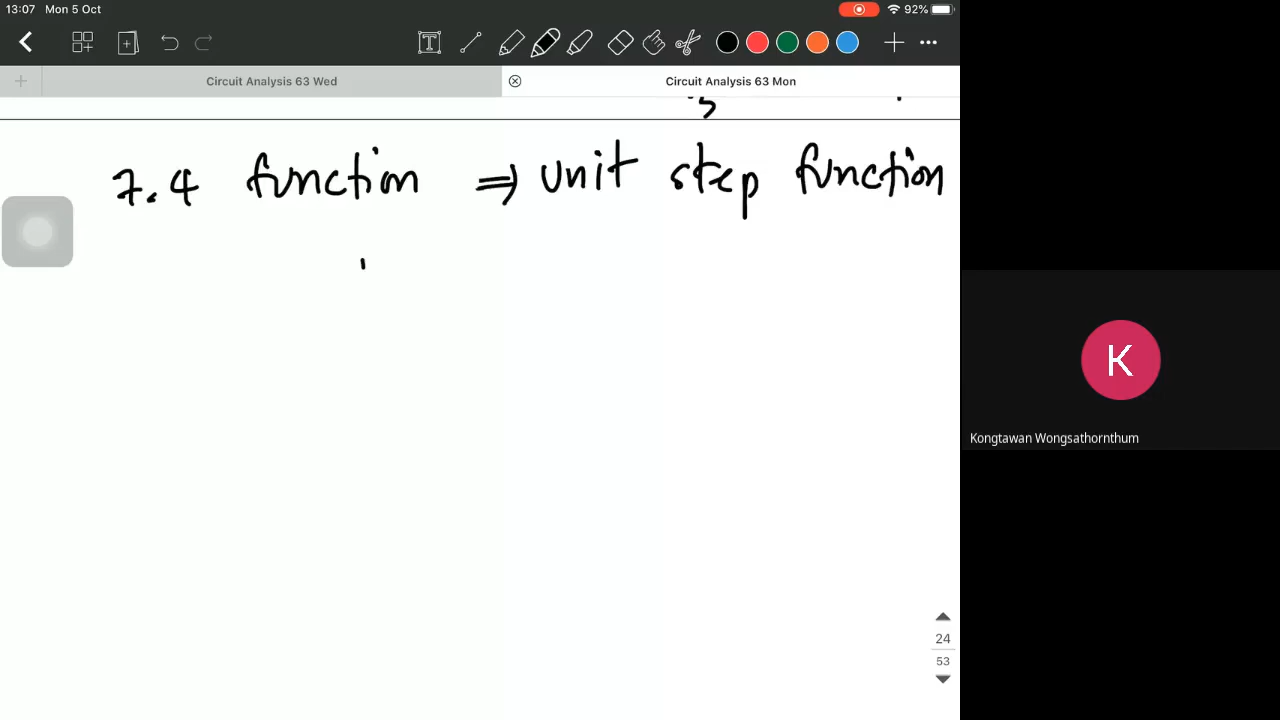 13:07 Mon 5 Oct
92%
Circuit Analysis 63 Wed
Circuit Analysis 63 Mon
7.4 function ⇒ unit step function
K
Kongtawan Wongsathornthum
24
53